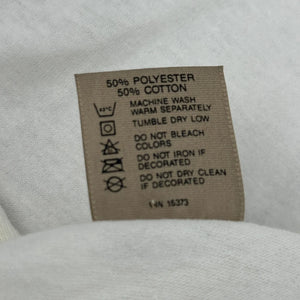 50% POLYESTER
50% COTTON
MACHINE WASH
WARM SEPARATELY
TUMBLE DRY LOW
DO NOT BLEACH
COLORS
DO NOT IRON IF
DECORATED
DO NOT DRY CLEAN
IF DECORATED
15373